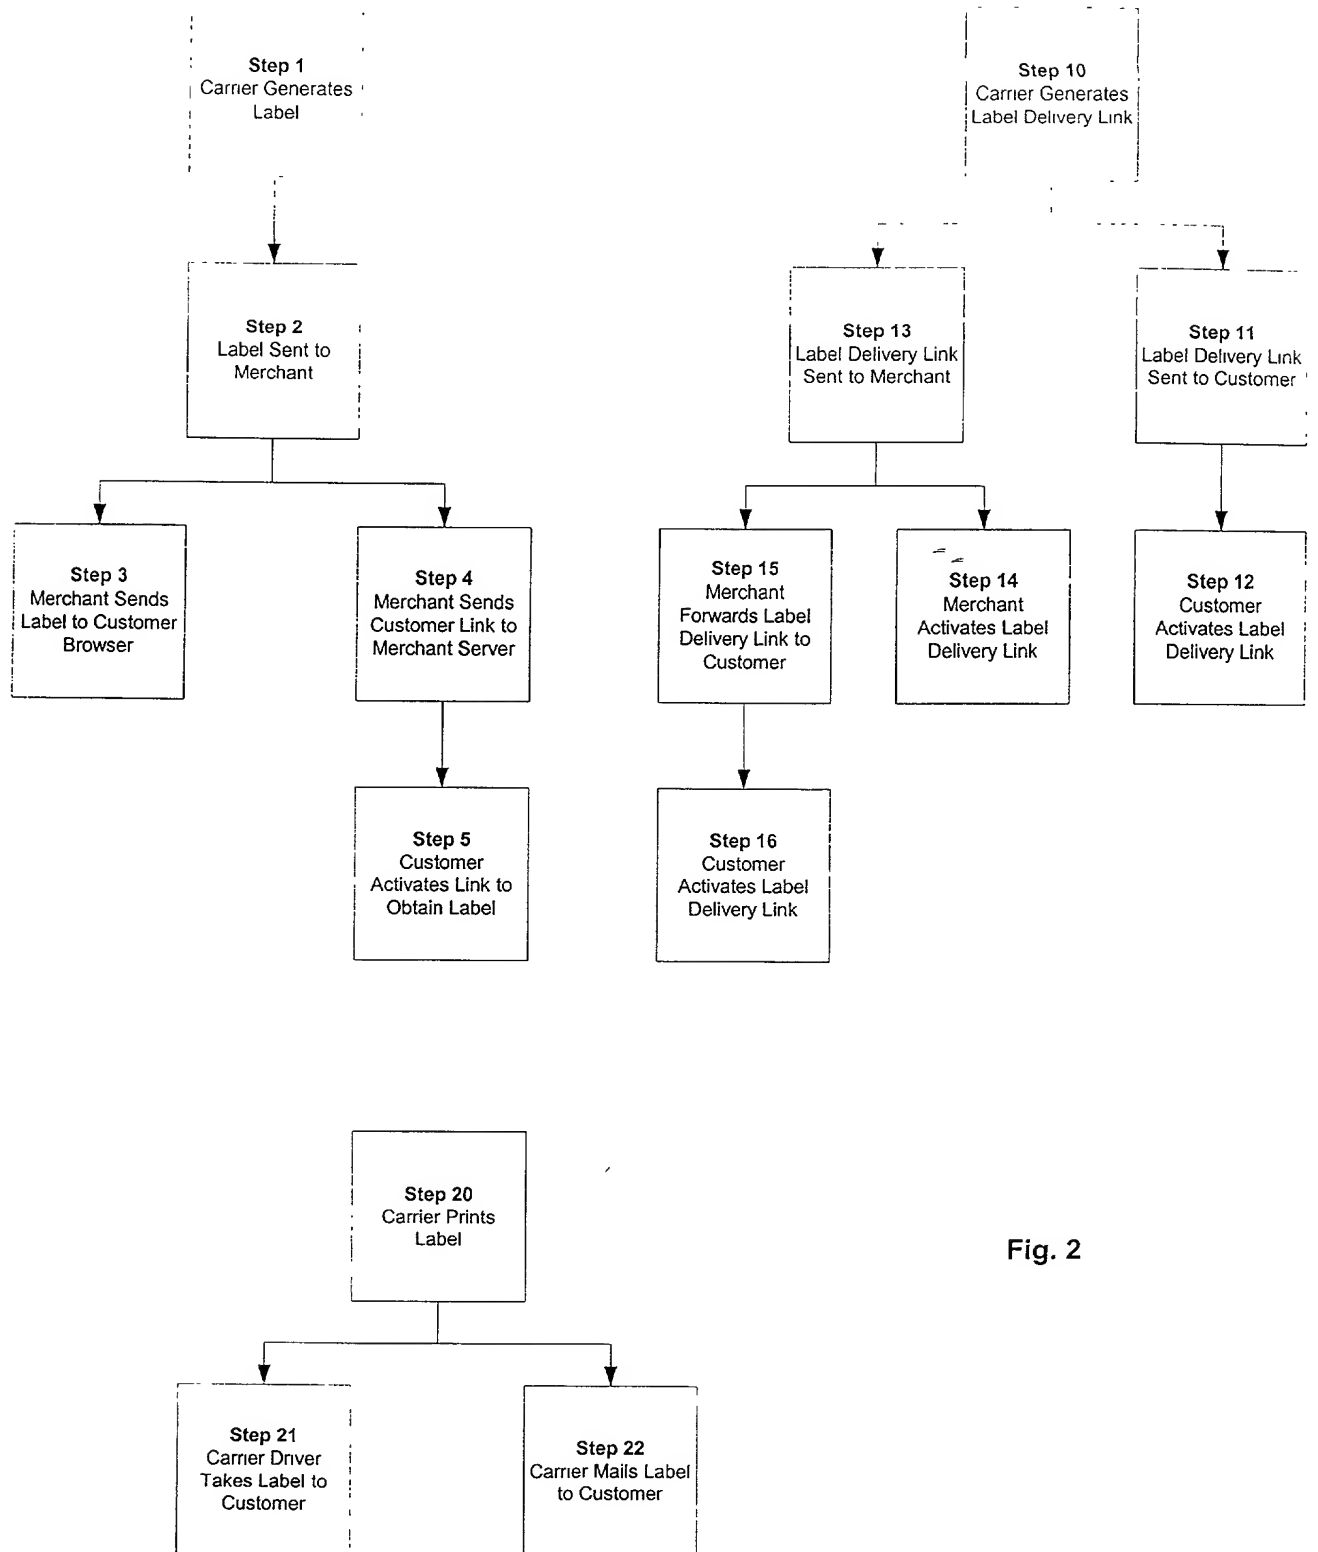 Step 1
Carrier Generates
Label
Step 10
Carrier Generates
Label Delivery Link
Step 2
Label Sent to
Merchant
Step 13
Label Delivery Link
Sent to Merchant
Step 11
Label Delivery Link
Sent to Customer
Step 3
Merchant Sends
Label to Customer
Browser
Step 4
Merchant Sends
Customer Link to
Merchant Server
Step 15
Merchant
Forwards Label
Delivery Link to
Customer
Step 14
Merchant
Activates Label
Delivery Link
Step 12
Customer
Activates Label
Delivery Link
Step 5
Customer
Activates Link to
Obtain Label
Step 16
Customer
Activates Label
Delivery Link
Step 20
Carrier Prints
Label
Fig. 2
Step 21
Carrier Driver
Takes Label to
Customer
Step 22
Carrier Mails Label
to Customer